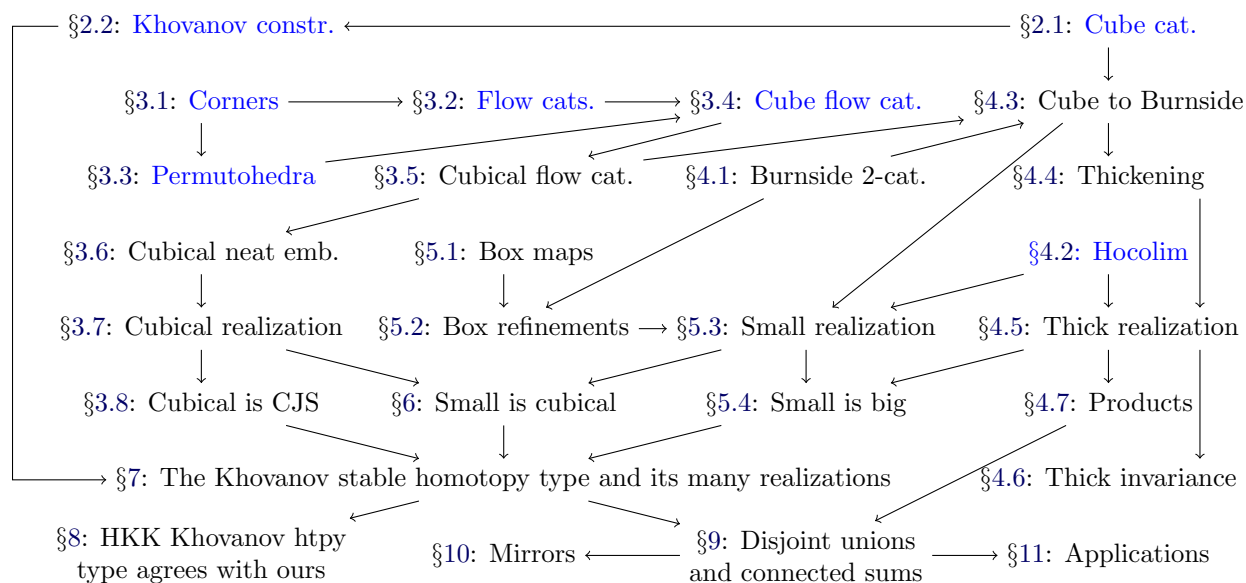 §2.2: Khovanov constr.
§2.1: Cube cat.
§3.1: Corners
§3.2: Flow cats.
§3.4: Cube flow cat.
§4.3: Cube to Burnside
§3.3: Permutohedra
§3.5: Cubical flow cat.
§4.1: Burnside 2-cat.
§4.4: Thickening
§3.6: Cubical neat emb.
§5.1: Box maps
§4.2: Hocolim
§3.7: Cubical realization
§5.2: Box refinements
§5.3: Small realization
§4.5: Thick realization
§3.8: Cubical is CJS
§6: Small is cubical
§5.4: Small is big
§4.7: Products
§7: The Khovanov stable homotopy type and its many realizations
§4.6: Thick invariance
§8: HKK Khovanov htpy
type agrees with ours
§10: Mirrors
§9: Disjoint unions
and connected sums
§11: Applications